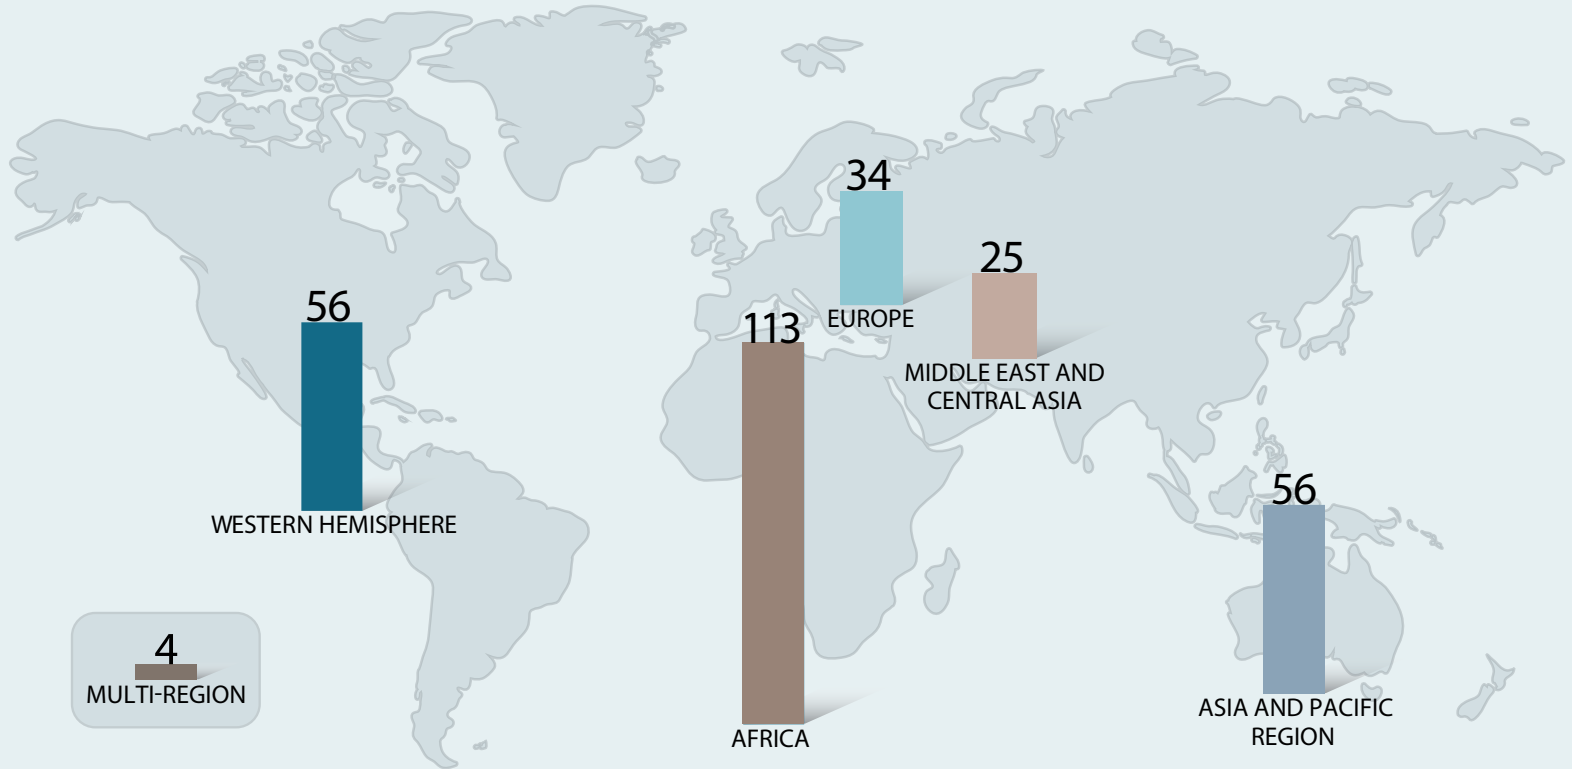 34
EUROPE
25
MIDDLE EAST AND
CENTRAL ASIA
56
WESTERN HEMISPHERE
113
AFRICA
56
ASIA AND PACIFIC
REGION
4
MULTI-REGION